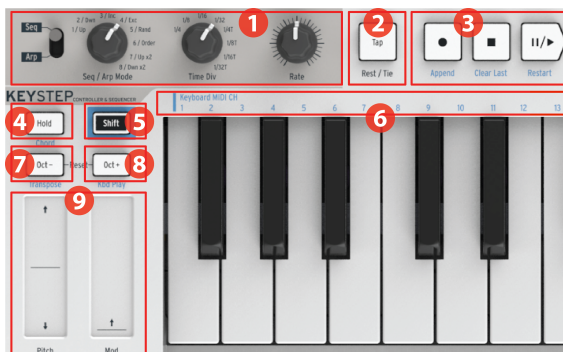 1
2
3
Seq
Arp
1 / Up
2 / Dwn
3 / Inc
4 / Exc
5 / Rand
6 / Order
7 / Up x2
8 / Dwn x2
Seq / Arp Mode
1/4
1/8
1/16
1/32
1/4T
1/8T
1/16T
1/32T
Time Div
Rate
Tap
Rest / Tie
Append
Clear Last
Restart
KEYSTEP CONTROLLER & SEQUENCER
Keyboard MIDI CH
1 2 3 4 5 6 7 8 9 10 11 12 13
4
Hold
Chord
Shift
5
6
7
Oct -
Transpose
Reset
Oct +
Kbd Play
8
9
Pitch
Mod